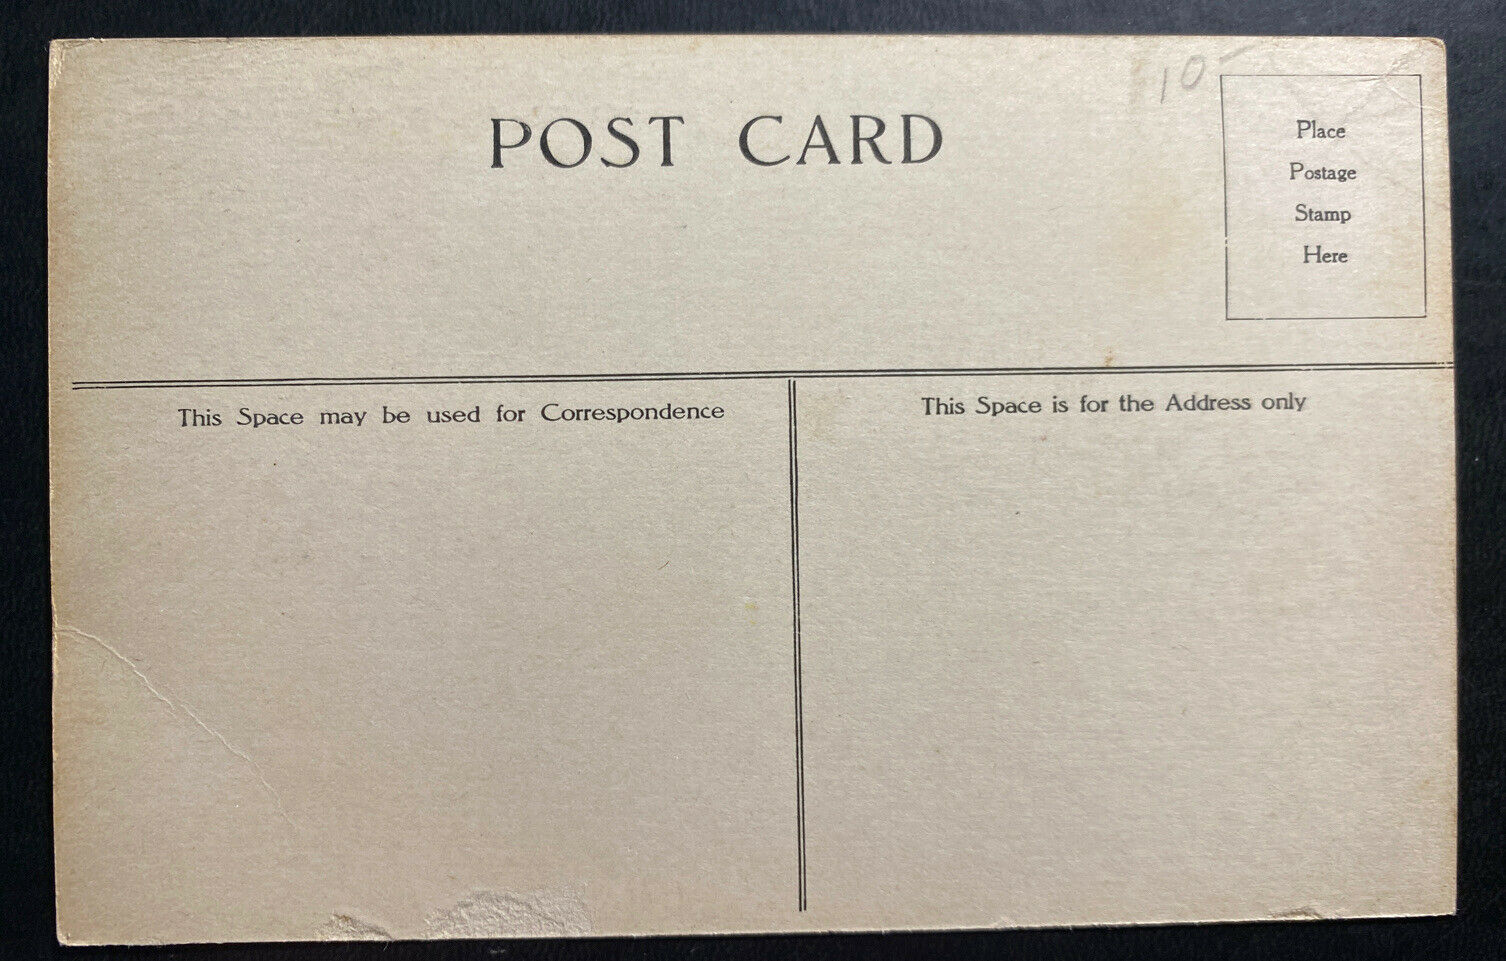 10-
POST CARD
Place
Postage
Stamp
Here
This Space may be used for Correspondence
This Space is for the Address only